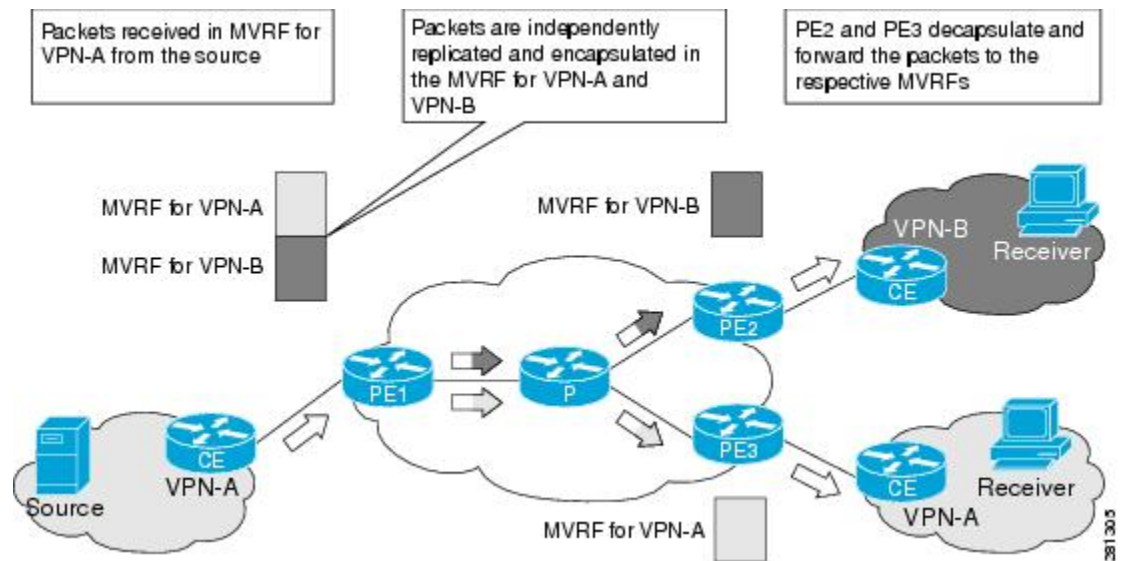 Packets received in MVRF for
VPN-A from the source
Packets are independently
replicated and encapsulated in
the MVRF for VPN-A and
VPN-B
PE2 and PE3 decapsulate and
forward the packets to the
respective MVRFs
MVRF for VPN-A
MVRF for VPN-B
MVRF for VPN-B
VPN-B
Receiver
CE
PE2
PE1
P
CE
VPN-A
Source
PE3
CE
Receiver
VPN-A
MVRF for VPN-A
281305